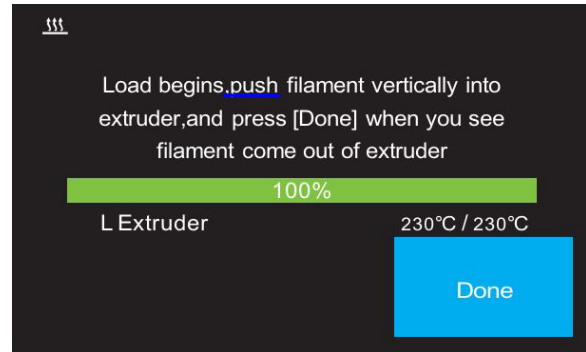 Load begins,push filament vertically into
extruder,and press [Done] when you see
filament come out of extruder
100%
L Extruder 230℃ / 230℃
Done